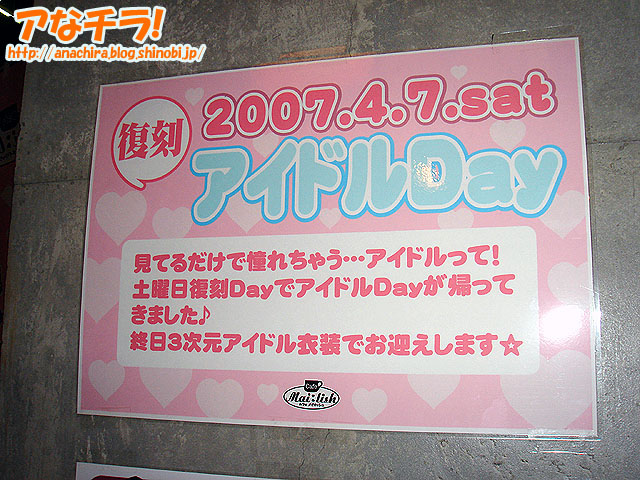 アなチラ!
http://anachira.blog.shinobi.jp/
復刻
2007.4.7.sat
アイドルDay
見てるだけで憧れちゃう…アイドルって!
土曜日復刻DayでアイドルDayが帰って
きました♪
終日3次元アイドル衣装でお迎えします☆
Cafe
Mai:lish